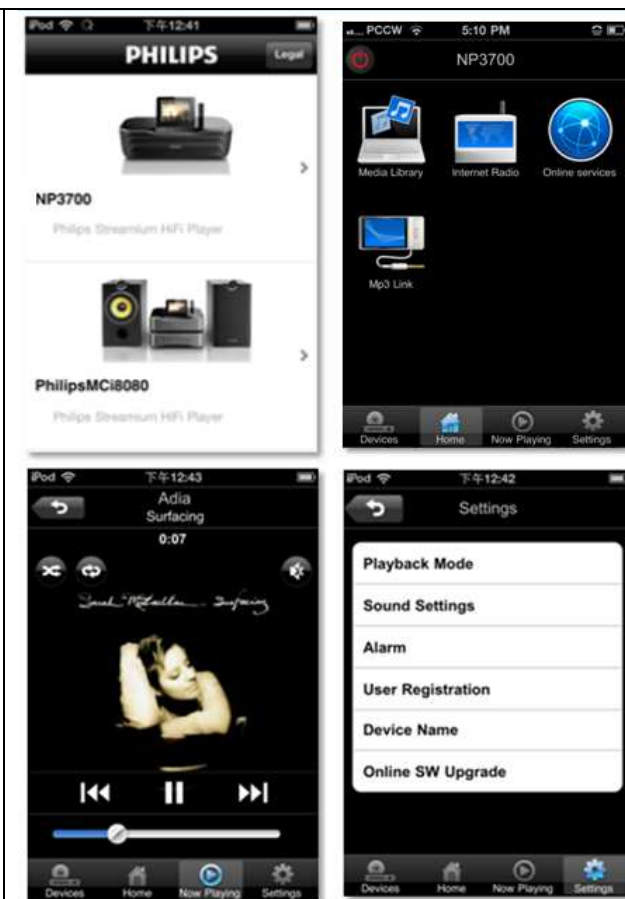 iPod 下午12:41
PHILIPS Legal
NP3700
Philips Streamium HiFi Player
PhilipsMCi8080
Philips Streamium HiFi Player
... PCCW 5:10 PM
NP3700
Media Library Internet Radio Online services
Mp3 Link
Devices Home Now Playing Settings
iPod 下午12:43
Adia
Surfacing
0:07
Sarah McLachlan Surfacing
Devices Home Now Playing Settings
iPod 下午12:42
Settings
Playback Mode
Sound Settings
Alarm
User Registration
Device Name
Online SW Upgrade
Devices Home Now Playing Settings